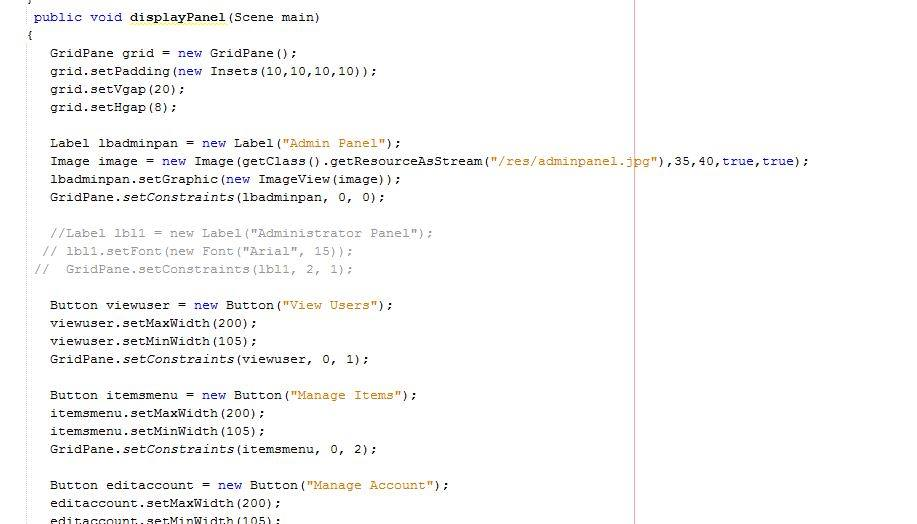 }
public void displayPanel(Scene main)
{
GridPane grid = new GridPane();
grid.setPadding(new Insets(10,10,10,10));
grid.setVgap(20);
grid.setHgap(8);
Label lbadminpan = new Label("Admin Panel");
Image image = new Image(getClass().getResourceAsStream("/res/adminpanel.jpg"),35,40,true,true);
lbadminpan.setGraphic(new ImageView(image));
GridPane.setConstraints(lbadminpan, 0, 0);
//Label lbl1 = new Label("Administrator Panel");
// lbl1.setFont(new Font("Arial", 15));
//  GridPane.setConstraints(lbl1, 2, 1);
Button viewuser = new Button("View Users");
viewuser.setMaxWidth(200);
viewuser.setMinWidth(105);
GridPane.setConstraints(viewuser, 0, 1);
Button itemsmenu = new Button("Manage Items");
itemsmenu.setMaxWidth(200);
itemsmenu.setMinWidth(105);
GridPane.setConstraints(itemsmenu, 0, 2);
Button editaccount = new Button("Manage Account");
editaccount.setMaxWidth(200);
editaccount.setMinWidth(105);